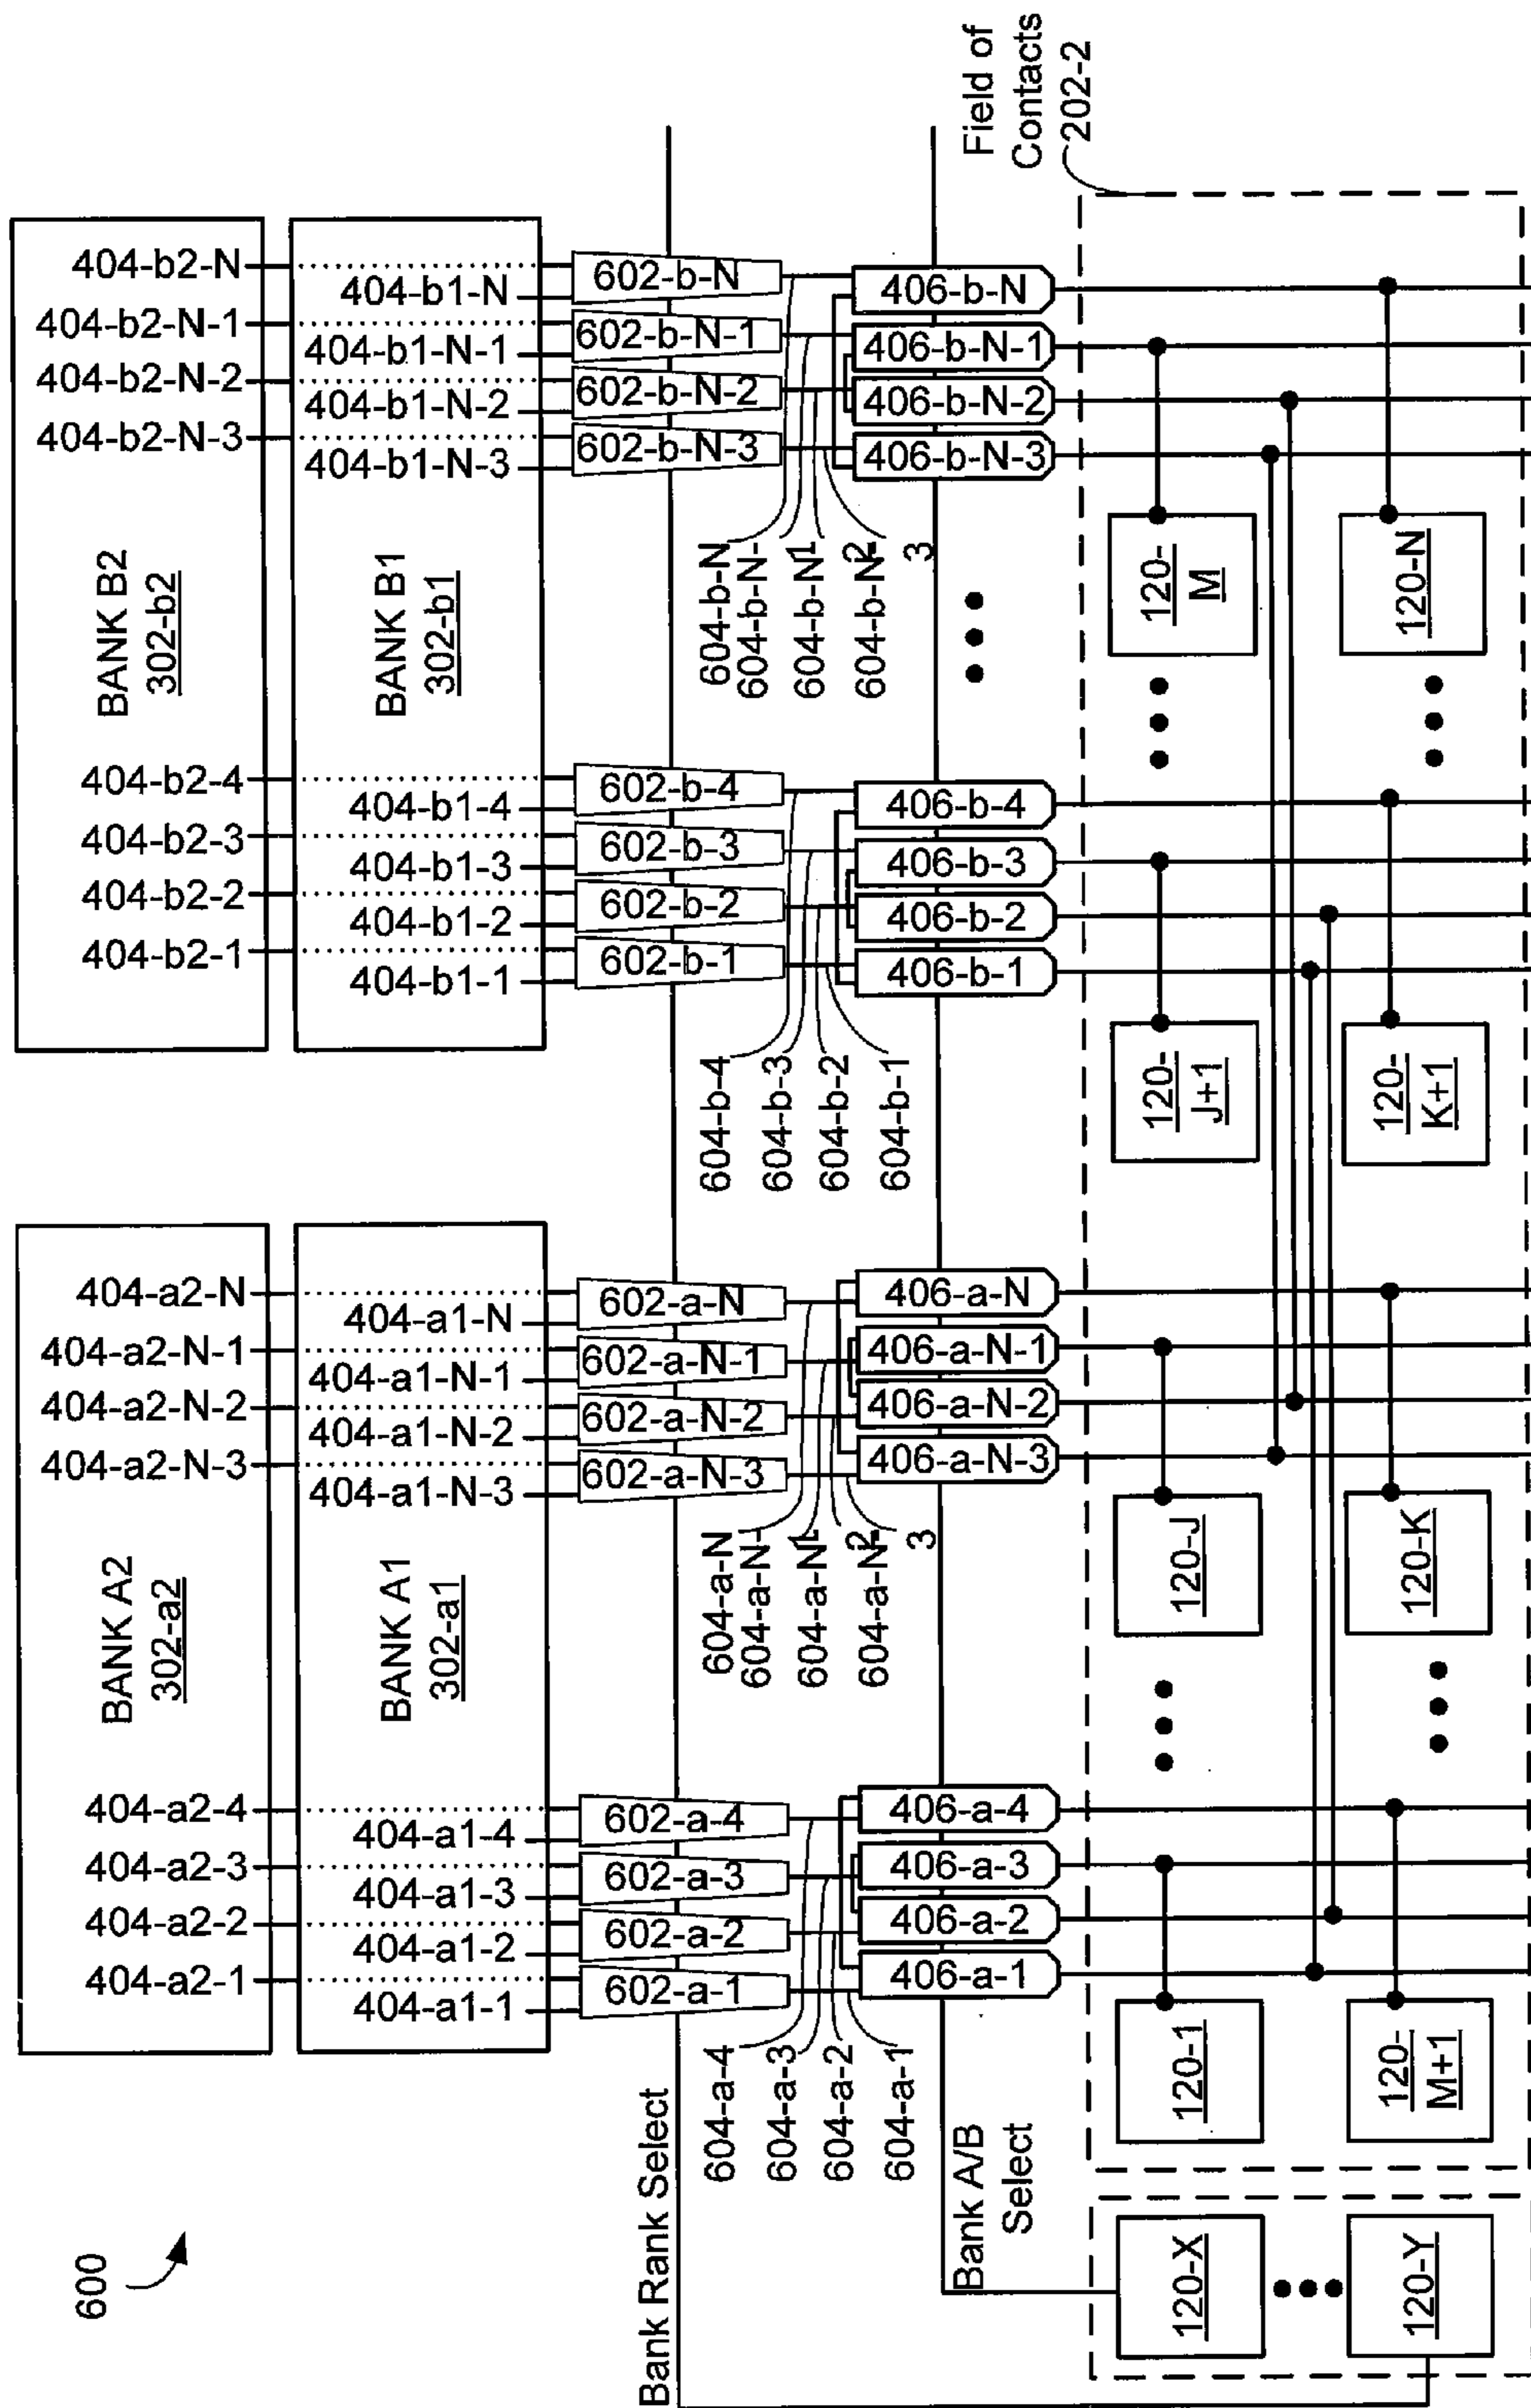 600
BANK A2
302-a2
404-a2-1
404-a2-2
404-a2-3
404-a2-4
404-a2-N-3
404-a2-N-2
404-a2-N-1
404-a2-N
BANK B2
302-b2
404-b2-1
404-b2-2
404-b2-3
404-b2-4
404-b2-N-3
404-b2-N-2
404-b2-N-1
404-b2-N
BANK A1
302-a1
404-a1-1
404-a1-2
404-a1-3
404-a1-4
404-a1-N-3
404-a1-N-2
404-a1-N-1
404-a1-N
BANK B1
302-b1
404-b1-1
404-b1-2
404-b1-3
404-b1-4
404-b1-N-3
404-b1-N-2
404-b1-N-1
404-b1-N
Bank Rank Select
602-a-1
602-a-2
602-a-3
602-a-4
602-a-N-3
602-a-N-2
602-a-N-1
602-a-N
602-b-1
602-b-2
602-b-3
602-b-4
602-b-N-3
602-b-N-2
602-b-N-1
602-b-N
604-a-4
604-a-3
604-a-2
604-a-1
604-a-N
604-a-N-
1
604-a-N-
2
604-a-N-
3
604-b-4
604-b-3
604-b-2
604-b-1
604-b-N
604-b-N-
1
604-b-N-
2
604-b-N-
3
Bank A/B
Select
406-a-1
406-a-2
406-a-3
406-a-4
406-a-N-3
406-a-N-2
406-a-N-1
406-a-N
406-b-1
406-b-2
406-b-3
406-b-4
406-b-N-3
406-b-N-2
406-b-N-1
406-b-N
Field of
Contacts
202-2
120-X
120-1
120-J
120-
J+1
120-
M
120-Y
120-
M+1
120-K
120-
K+1
120-N